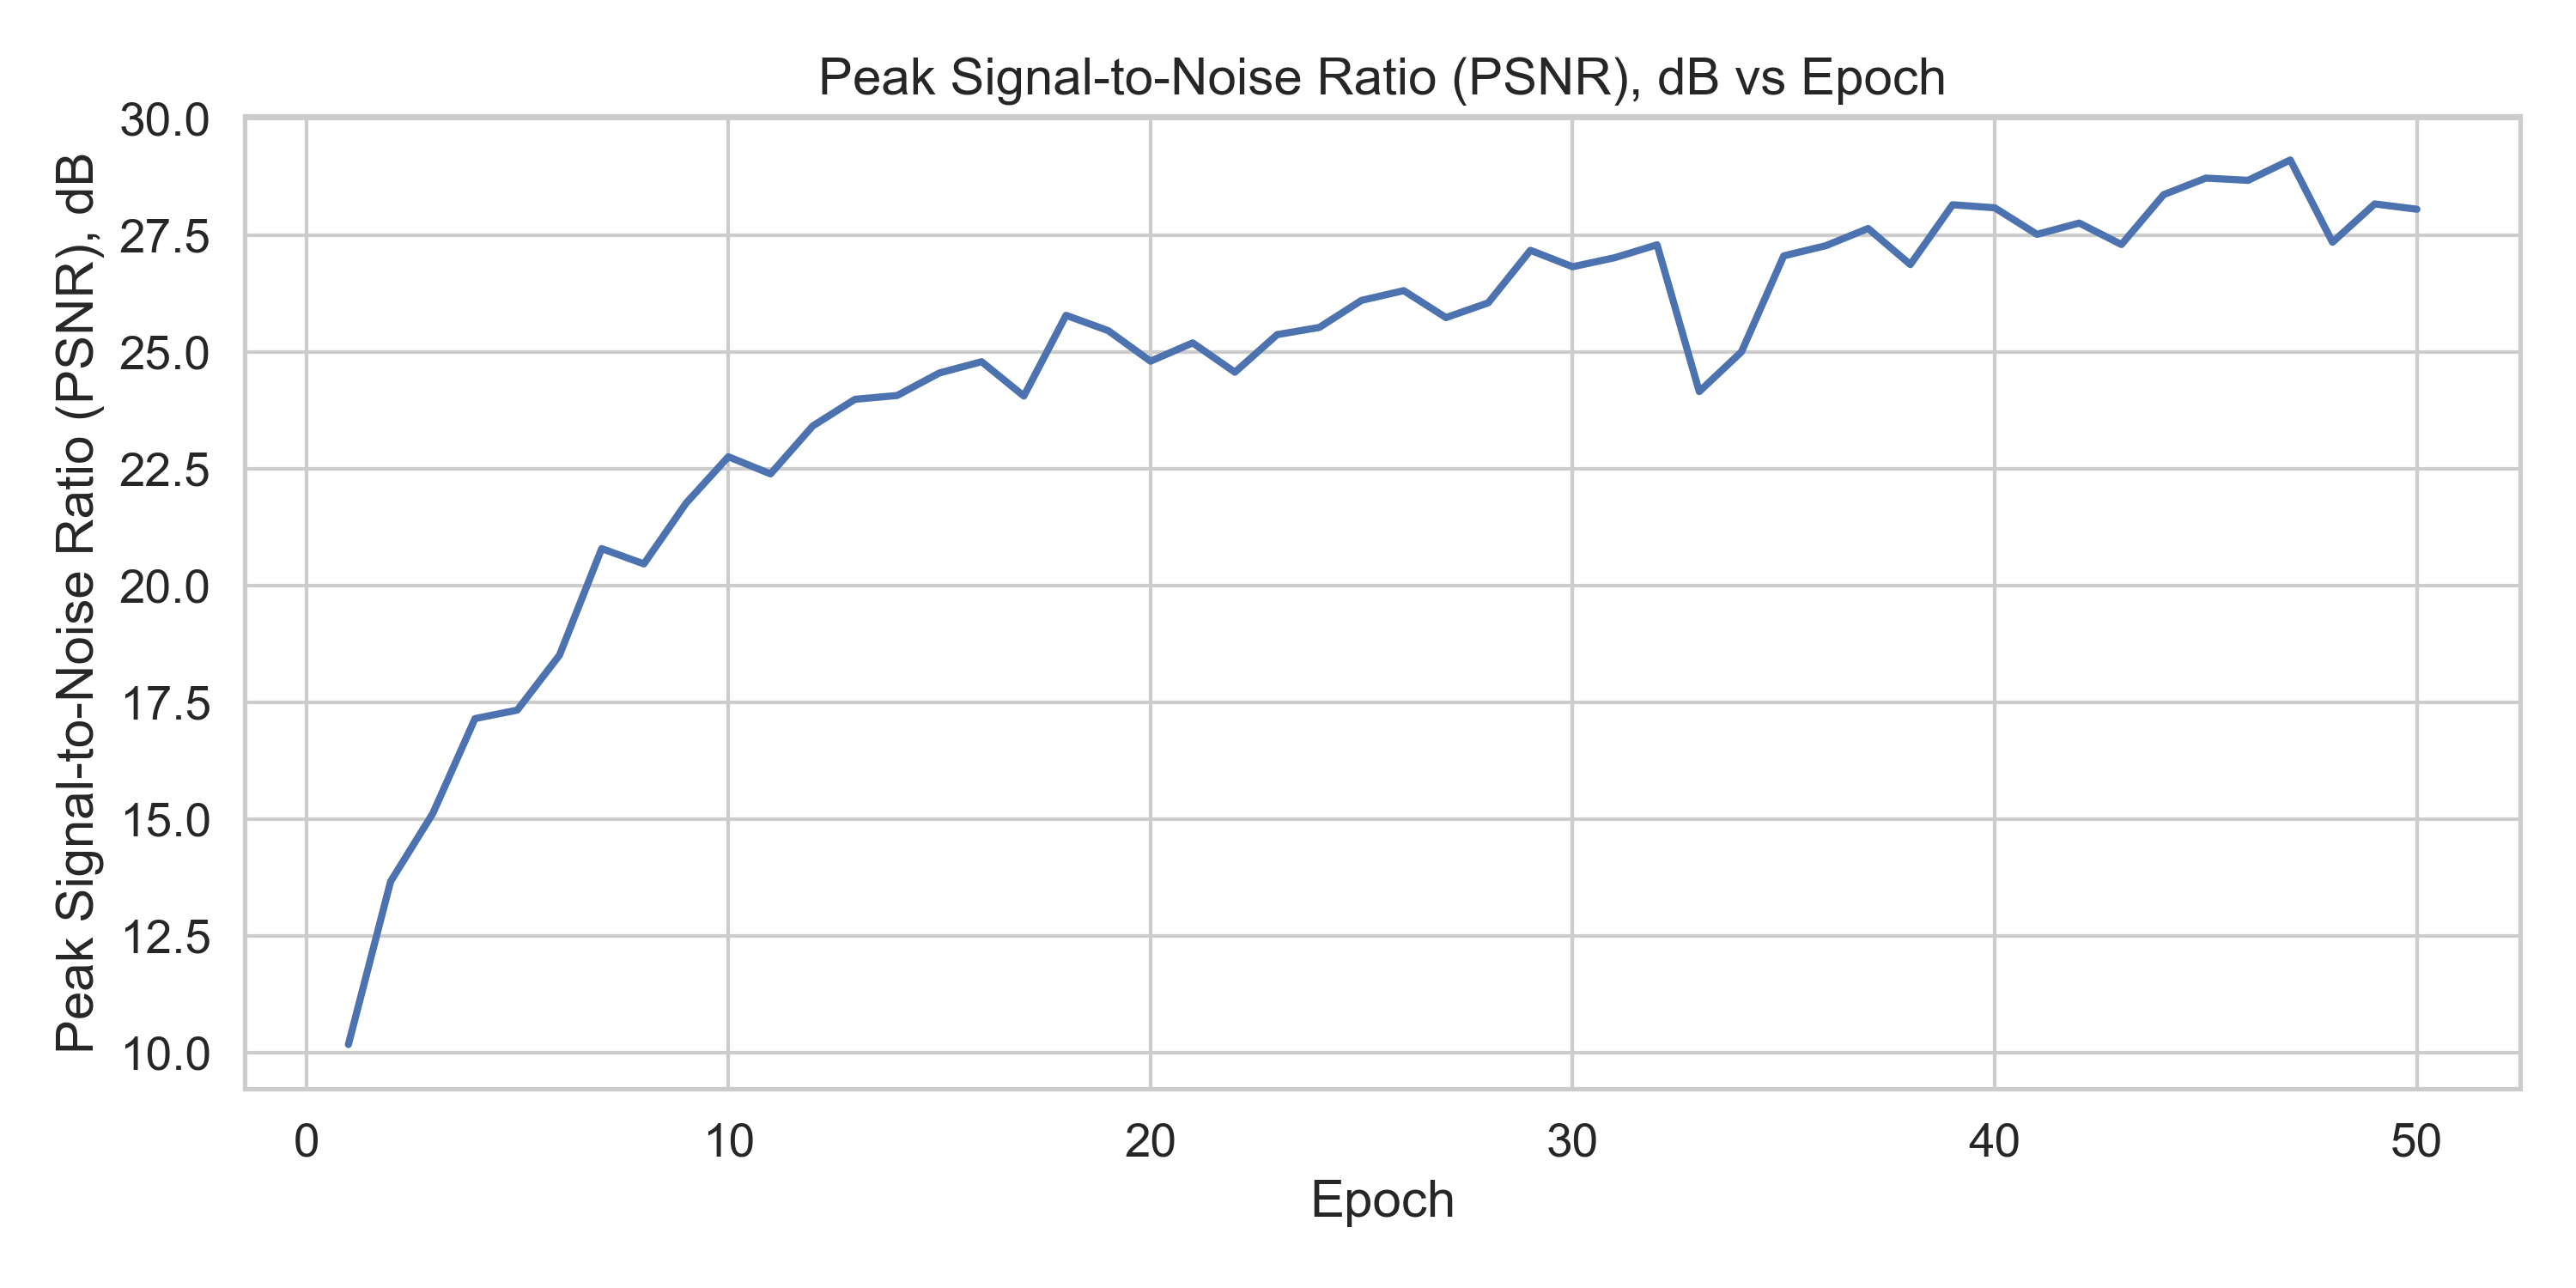 Peak Signal-to-Noise Ratio (PSNR), dB vs Epoch
Peak Signal-to-Noise Ratio (PSNR), dB
30.0
27.5
25.0
22.5
20.0
17.5
15.0
12.5
10.0
0 10 20 30 40 50
Epoch